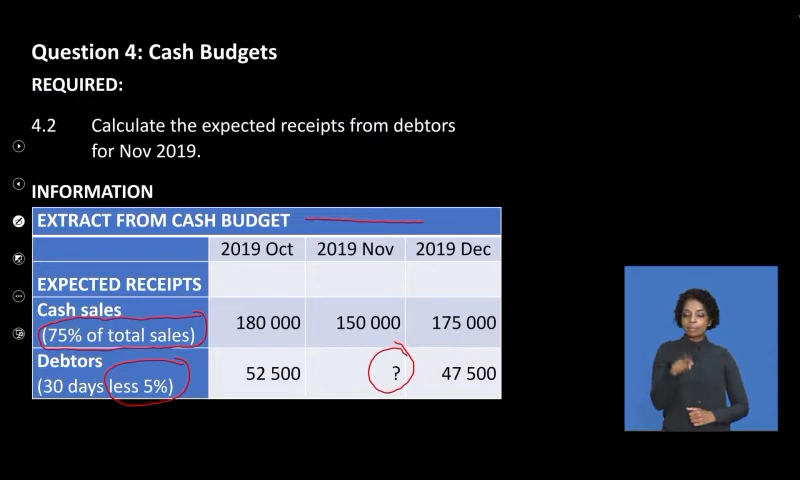 Question 4: Cash Budgets
REQUIRED:
4.2 Calculate the expected receipts from debtors
for Nov 2019.
INFORMATION
EXTRACT FROM CASH BUDGET
2019 Oct 2019 Nov 2019 Dec
EXPECTED RECEIPTS
Cash sales
(75% of total sales) 180 000 150 000 175 000
Debtors
(30 days less 5%) 52 500 ? 47 500